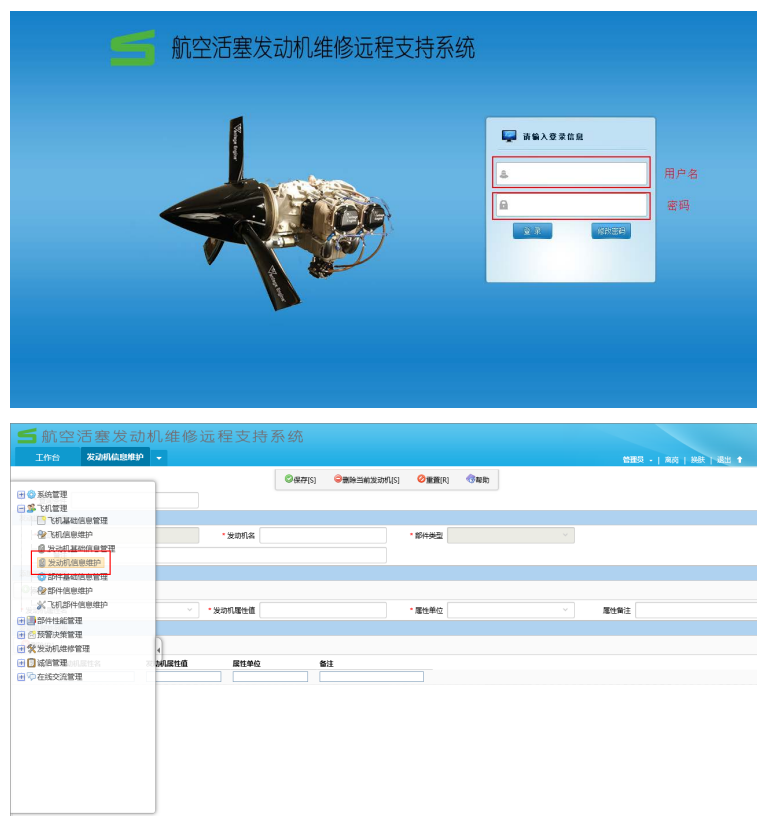 航空活塞发动机维修远程支持系统
请输入登录信息
用户名
密码
登 录
修改密码
Vantage Engine
Vantage Engine
航空活塞发动机维修远程支持系统
工作台
发动机信息维护
管理员
离岗
换肤
退出
保存[S]
删除当前发动机[S]
重置[R]
帮助
系统管理
飞机管理
飞机基础信息管理
飞机信息维护
* 发动机名
* 部件类型
发动机基础信息管理
发动机信息维护
部件基础信息管理
部件信息维护
飞机部件信息维护
* 发动机属性值
* 属性单位
属性备注
部件性能管理
预警决策管理
发动机维修管理
诚信管理
动机属性值
属性单位
备注
在线交流管理